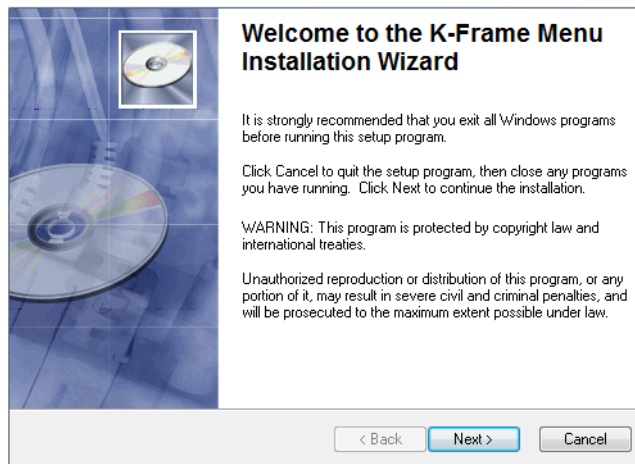 Welcome to the K-Frame Menu
Installation Wizard
It is strongly recommended that you exit all Windows programs
before running this setup program.
Click Cancel to quit the setup program, then close any programs
you have running.  Click Next to continue the installation.
WARNING: This program is protected by copyright law and
international treaties.
Unauthorized reproduction or distribution of this program, or any
portion of it, may result in severe civil and criminal penalties, and
will be prosecuted to the maximum extent possible under law.
< Back Next > Cancel